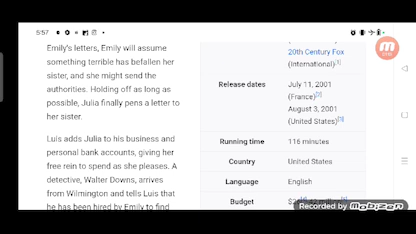 5:57
Emily's letters, Emily will assume
something terrible has befallen her
sister, and she might send the
authorities. Holding off as long as
possible, Julia finally pens a letter to
her sister.
Luis adds Julia to his business and
personal bank accounts, giving her
free rein to spend as she pleases. A
detective, Walter Downs, arrives
from Wilmington and tells Luis that
he has been hired by Emily to find
20th Century Fox
(International)[1]
Release dates
July 11, 2001
(France)[2]
August 3, 2001
(United States)[3]
Running time
116 minutes
Country
United States
Language
English
Budget
million
Recorded by Mobizen